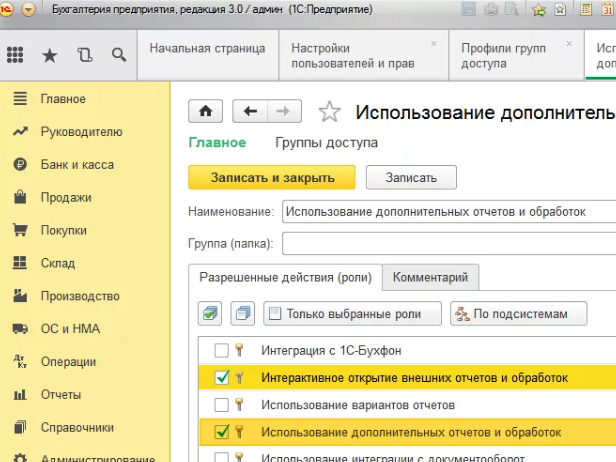 Бухгалтерия предприятия, редакция 3.0 / админ (1С:Предприятие)
31
Начальная страница
Настройки
пользователей и прав
Профили групп
доступа
Исп
доп
Главное
Руководителю
Банк и касса
Продажи
Покупки
Склад
Производство
ОС и НМА
Операции
Отчеты
Справочники
Администрирование
Использование дополнитель
Главное
Группы доступа
Записать и закрыть
Записать
Наименование:
Использование дополнительных отчетов и обработок
Группа (папка):
Разрешенные действия (роли)
Комментарий
Только выбранные роли
По подсистемам
Интеграция с 1С-Бухфон
Интерактивное открытие внешних отчетов и обработок
Использование вариантов отчетов
Использование дополнительных отчетов и обработок
Использование интеграции с документооборот